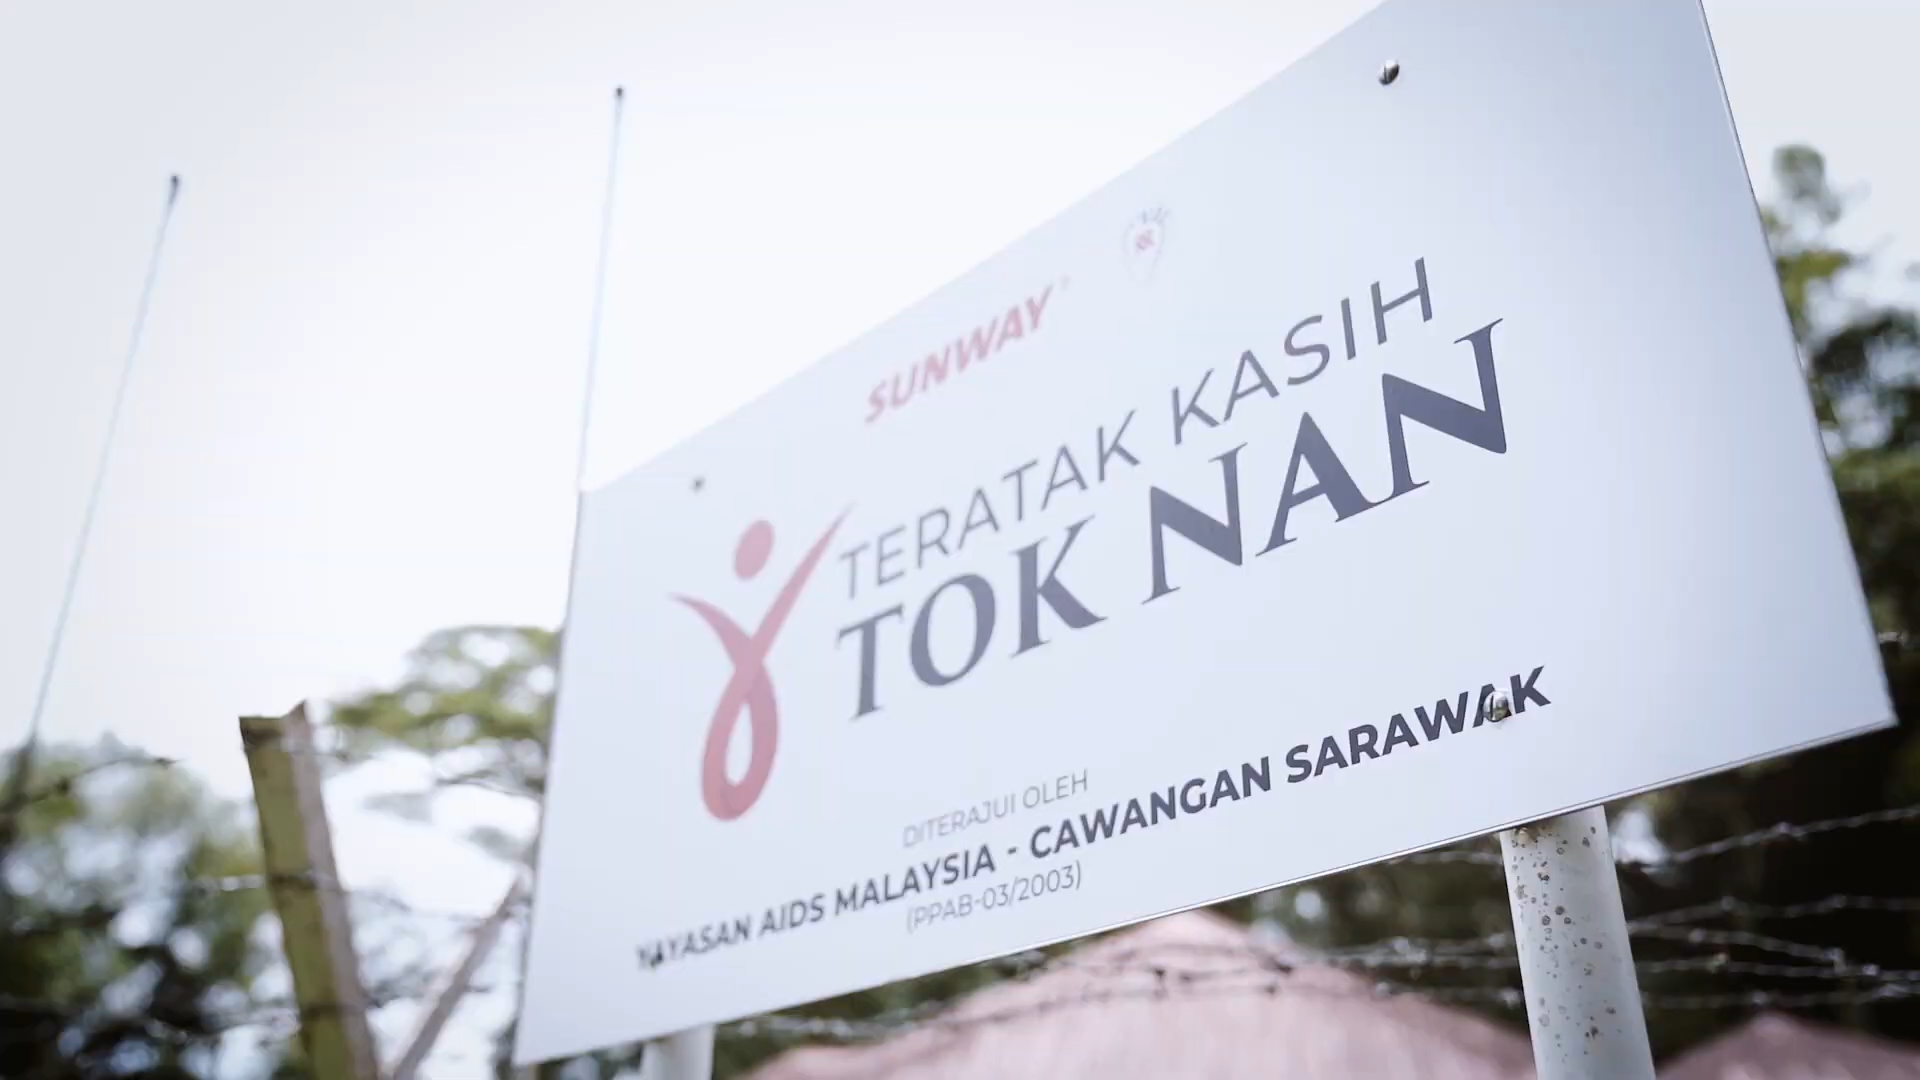 SUNWAY
TERATAK KASIH
TOK NAN
DITERAJUI OLEH
YAYASAN AIDS MALAYSIA - CAWANGAN SARAWAK
(PPAB-03/2003)